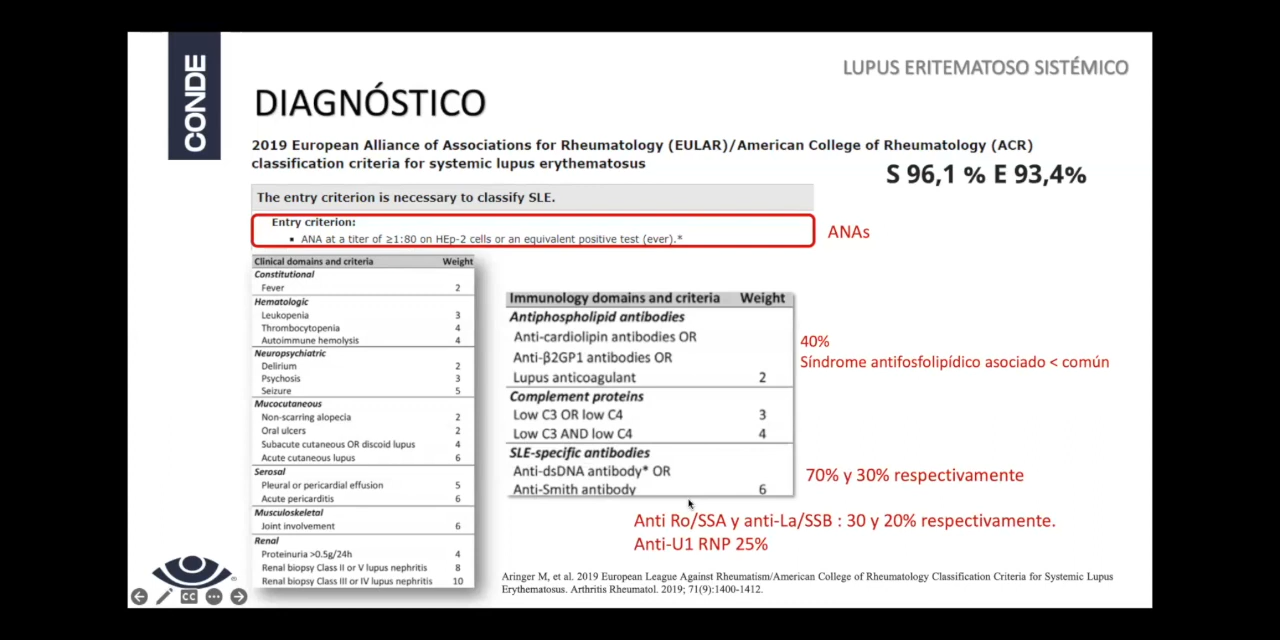 CONDE
LUPUS ERITEMATOSO SISTÉMICO
DIAGNÓSTICO
2019 European Alliance of Associations for Rheumatology (EULAR)/American College of Rheumatology (ACR)
classification criteria for systemic lupus erythematosus
S 96,1 % E 93,4%
The entry criterion is necessary to classify SLE.
Entry criterion:
▪ ANA at a titer of ≥1:80 on HEp-2 cells or an equivalent positive test (ever).*
ANAs
Clinical domains and criteria Weight
Constitutional
Fever 2
Hematologic
Leukopenia 3
Thrombocytopenia 4
Autoimmune hemolysis 4
Neuropsychiatric
Delirium 2
Psychosis 3
Seizure 5
Mucocutaneous
Non-scarring alopecia 2
Oral ulcers 2
Subacute cutaneous OR discoid lupus 4
Acute cutaneous lupus 6
Serosal
Pleural or pericardial effusion 5
Acute pericarditis 6
Musculoskeletal
Joint involvement 6
Renal
Proteinuria >0.5g/24h 4
Renal biopsy Class II or V lupus nephritis 8
Renal biopsy Class III or IV lupus nephritis 10
Immunology domains and criteria Weight
Antiphospholipid antibodies
Anti-cardiolipin antibodies OR
Anti-β2GP1 antibodies OR
Lupus anticoagulant 2
Complement proteins
Low C3 OR low C4 3
Low C3 AND low C4 4
SLE-specific antibodies
Anti-dsDNA antibody* OR
Anti-Smith antibody 6
40%
Síndrome antifosfolipídico asociado < común
70% y 30% respectivamente
Anti Ro/SSA y anti-La/SSB : 30 y 20% respectivamente.
Anti-U1 RNP 25%
Aringer M, et al. 2019 European League Against Rheumatism/American College of Rheumatology Classification Criteria for Systemic Lupus
Erythematosus. Arthritis Rheumatol. 2019; 71(9):1400-1412.
CC